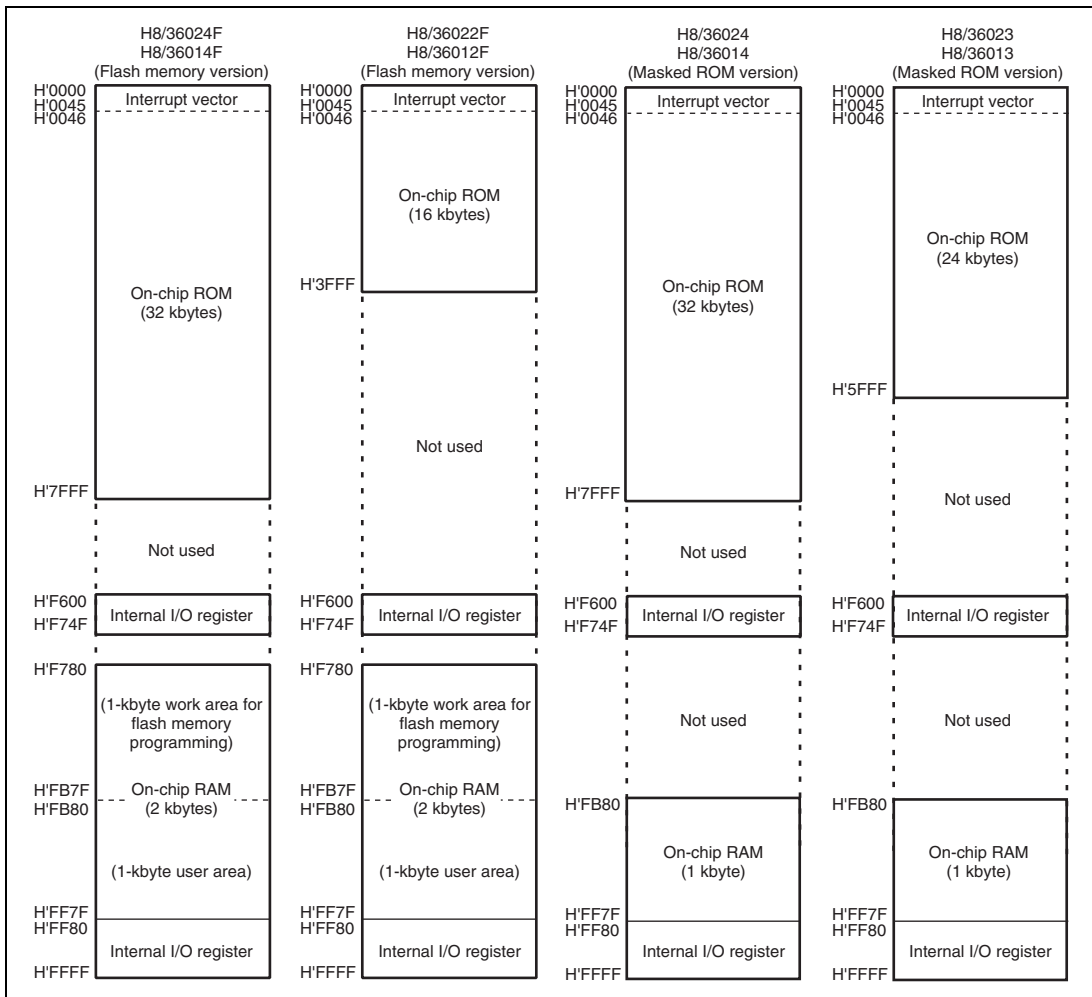 H8/36024F
H8/36014F
(Flash memory version)
H'0000
H'0045
H'0046
Interrupt vector
On-chip ROM
(32 kbytes)
H'7FFF
Not used
H'F600
Internal I/O register
H'F74F
H'F780
(1-kbyte work area for
flash memory
programming)
H'FB7F
On-chip RAM
H'FB80
(2 kbytes)
(1-kbyte user area)
H'FF7F
H'FF80
Internal I/O register
H'FFFF
H8/36022F
H8/36012F
(Flash memory version)
H'0000
H'0045
H'0046
Interrupt vector
On-chip ROM
(16 kbytes)
H'3FFF
Not used
H'F600
Internal I/O register
H'F74F
H'F780
(1-kbyte work area for
flash memory
programming)
H'FB7F
On-chip RAM
H'FB80
(2 kbytes)
(1-kbyte user area)
H'FF7F
H'FF80
Internal I/O register
H'FFFF
H8/36024
H8/36014
(Masked ROM version)
H'0000
H'0045
H'0046
Interrupt vector
On-chip ROM
(32 kbytes)
H'7FFF
Not used
H'F600
Internal I/O register
H'F74F
Not used
H'FB80
On-chip RAM
(1 kbyte)
H'FF7F
H'FF80
Internal I/O register
H'FFFF
H8/36023
H8/36013
(Masked ROM version)
H'0000
H'0045
H'0046
Interrupt vector
On-chip ROM
(24 kbytes)
H'5FFF
Not used
H'F600
Internal I/O register
H'F74F
Not used
H'FB80
On-chip RAM
(1 kbyte)
H'FF7F
H'FF80
Internal I/O register
H'FFFF